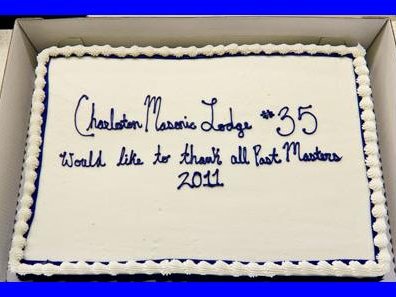 Charleston Masonic Lodge #35
Would like to thank all Past Masters
2011